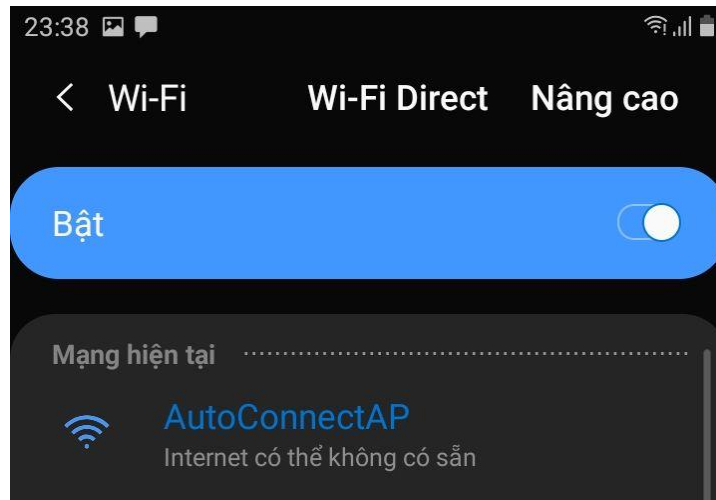 23:38
Wi-Fi Wi-Fi Direct Nâng cao
Bật
Mạng hiện tại
AutoConnectAP
Internet có thể không có sẵn